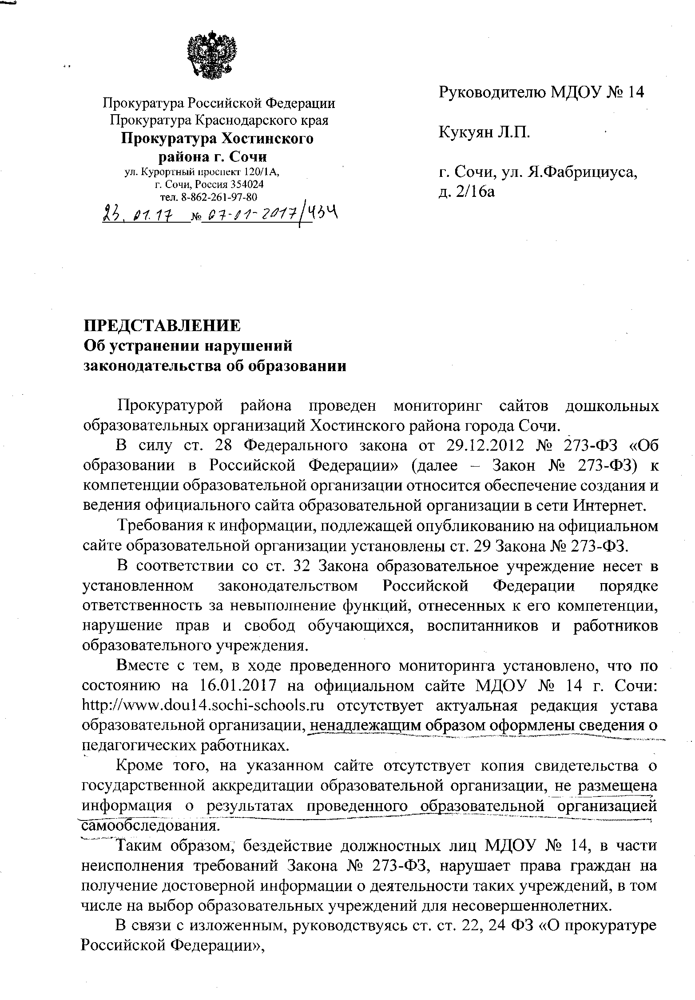 Прокуратура Российской Федерации
Прокуратура Краснодарского края
Прокуратура Хостинского
района г. Сочи
ул. Курортный проспект 120/1А,
г. Сочи, Россия 354024
тел. 8-862-261-97-80
23.01.17 № 07-01-2017/434
Руководителю МДОУ № 14
Кукуян Л.П.
г. Сочи, ул. Я.Фабрициуса,
д. 2/16а
ПРЕДСТАВЛЕНИЕ
Об устранении нарушений
законодательства об образовании
Прокуратурой района проведен мониторинг сайтов дошкольных
образовательных организаций Хостинского района города Сочи.
В силу ст. 28 Федерального закона от 29.12.2012 № 273-ФЗ «Об
образовании в Российской Федерации» (далее – Закон № 273-ФЗ) к
компетенции образовательной организации относится обеспечение создания и
ведения официального сайта образовательной организации в сети Интернет.
Требования к информации, подлежащей опубликованию на официальном
сайте образовательной организации установлены ст. 29 Закона № 273-ФЗ.
В соответствии со ст. 32 Закона образовательное учреждение несет в
установленном законодательством Российской Федерации порядке
ответственность за невыполнение функций, отнесенных к его компетенции,
нарушение прав и свобод обучающихся, воспитанников и работников
образовательного учреждения.
Вместе с тем, в ходе проведенного мониторинга установлено, что по
состоянию на 16.01.2017 на официальном сайте МДОУ № 14 г. Сочи:
http://www.dou14.sochi-schools.ru отсутствует актуальная редакция устава
образовательной организации, ненадлежащим образом оформлены сведения о
педагогических работниках.
Кроме того, на указанном сайте отсутствует копия свидетельства о
государственной аккредитации образовательной организации, не размещена
информация о результатах проведенного образовательной организацией
самообследования.
Таким образом, бездействие должностных лиц МДОУ № 14, в части
неисполнения требований Закона № 273-ФЗ, нарушает права граждан на
получение достоверной информации о деятельности таких учреждений, в том
числе на выбор образовательных учреждений для несовершеннолетних.
В связи с изложенным, руководствуясь ст. ст. 22, 24 ФЗ «О прокуратуре
Российской Федерации»,